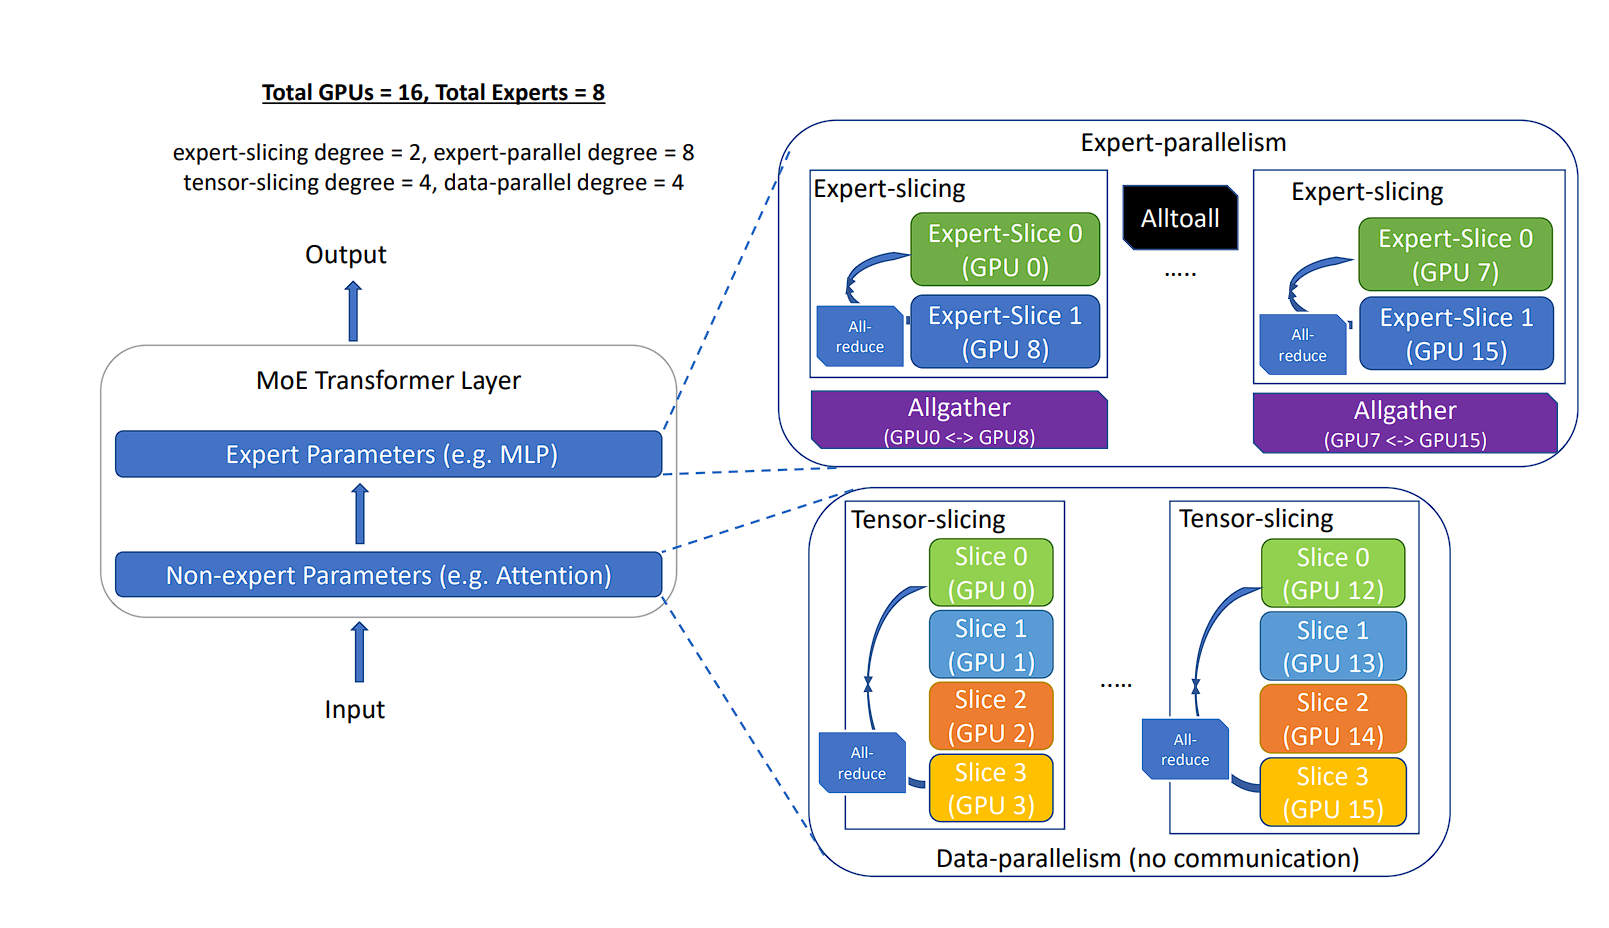 Total GPUs = 16, Total Experts = 8
expert-slicing degree = 2, expert-parallel degree = 8
tensor-slicing degree = 4, data-parallel degree = 4
Output
MoE Transformer Layer
Expert Parameters (e.g. MLP)
Non-expert Parameters (e.g. Attention)
Input
Expert-parallelism
Expert-slicing
Expert-Slice 0
(GPU 0)
Expert-Slice 1
(GPU 8)
All-
reduce
Allgather
(GPU0 <-> GPU8)
Alltoall
.....
Expert-slicing
Expert-Slice 0
(GPU 7)
Expert-Slice 1
(GPU 15)
All-
reduce
Allgather
(GPU7 <-> GPU15)
Tensor-slicing
Slice 0
(GPU 0)
Slice 1
(GPU 1)
Slice 2
(GPU 2)
Slice 3
(GPU 3)
All-
reduce
.....
Tensor-slicing
Slice 0
(GPU 12)
Slice 1
(GPU 13)
Slice 2
(GPU 14)
Slice 3
(GPU 15)
All-
reduce
Data-parallelism (no communication)